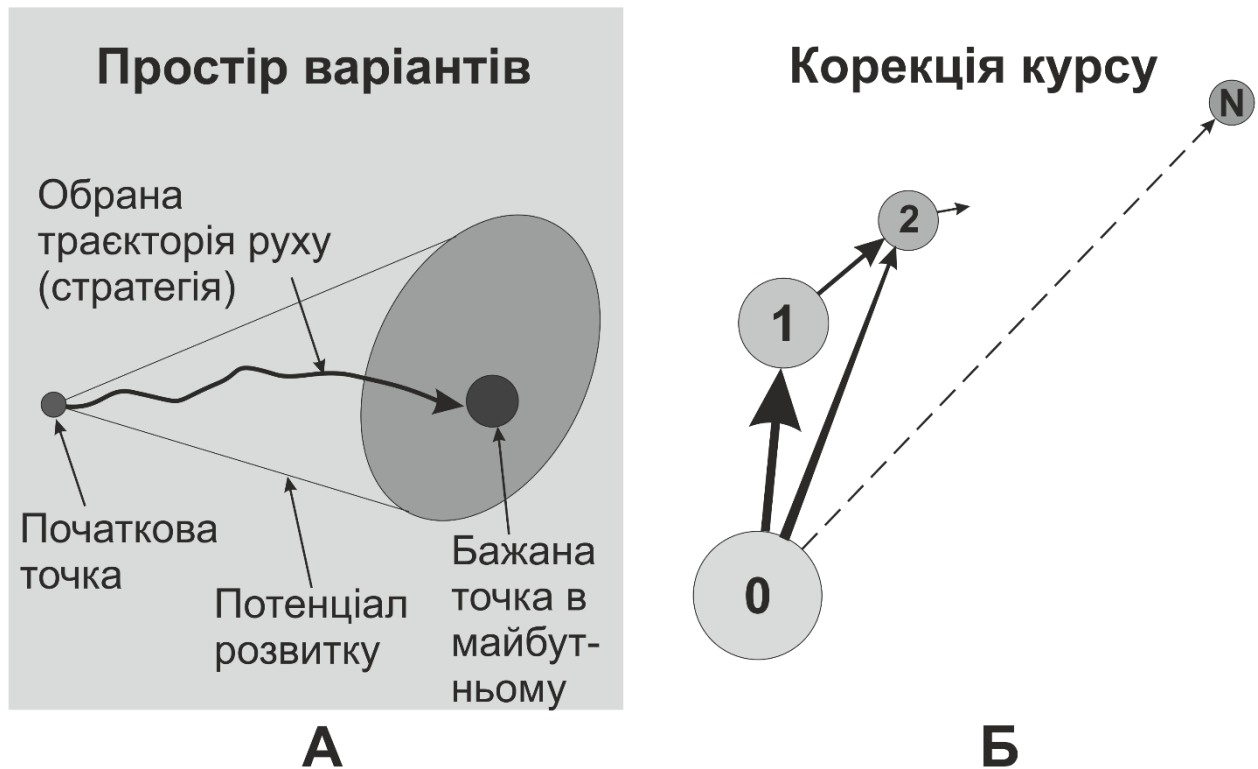 Простір варіантів
Обрана
траєкторія руху
(стратегія)
Початкова
точка
Потенціал
розвитку
Бажана
точка в
майбут-
ньому
А
Корекція курсу
N
2
1
0
Б